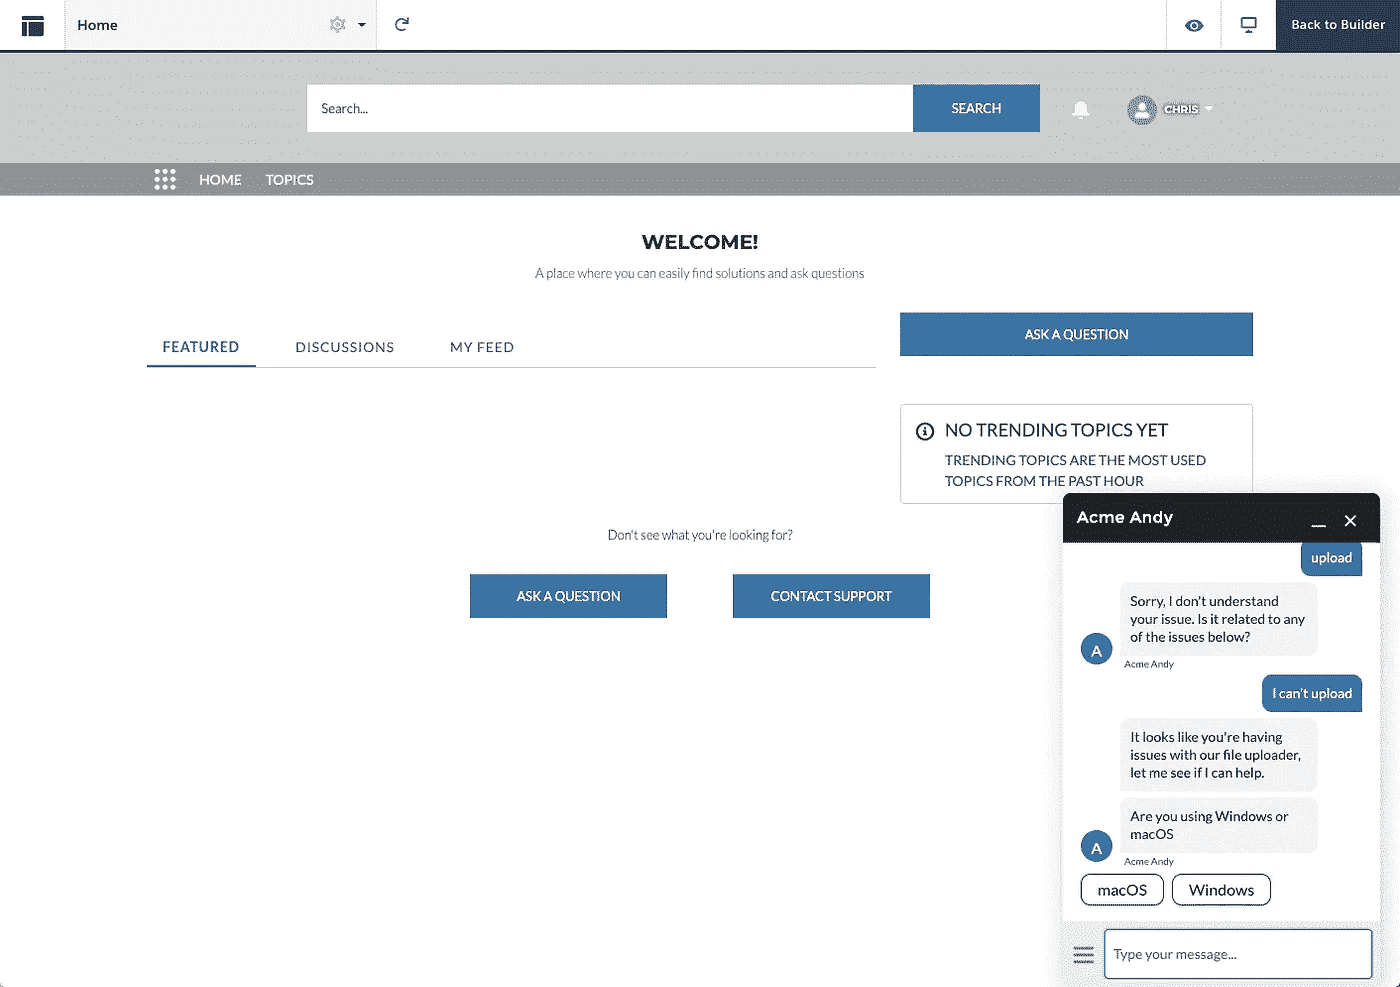 Home
Back to Builder
Search...
SEARCH
CHRIS
HOME
TOPICS
WELCOME!
A place where you can easily find solutions and ask questions
FEATURED
DISCUSSIONS
MY FEED
ASK A QUESTION
NO TRENDING TOPICS YET
TRENDING TOPICS ARE THE MOST USED
TOPICS FROM THE PAST HOUR
Don't see what you're looking for?
ASK A QUESTION
CONTACT SUPPORT
Acme Andy
upload
Sorry, I don't understand
your issue. Is it related to any
of the issues below?
A
Acme Andy
I can't upload
It looks like you're having
issues with our file uploader,
let me see if I can help.
Are you using Windows or
macOS
A
Acme Andy
macOS
Windows
Type your message...